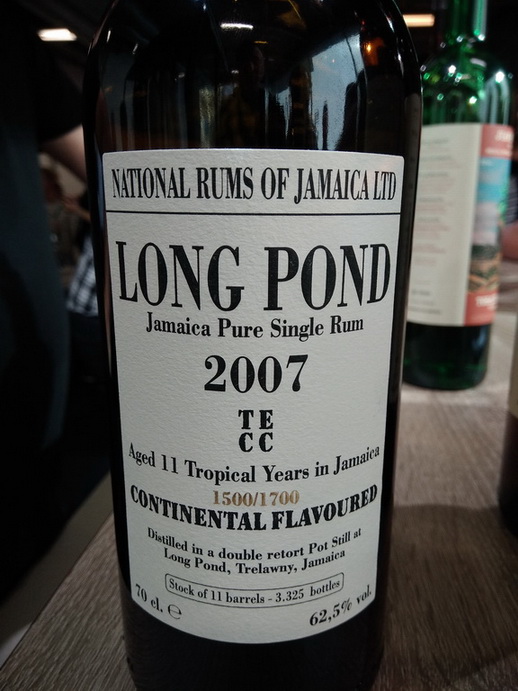 NATIONAL RUMS OF JAMAICA LTD
LONG POND
Jamaica Pure Single Rum
2007
TE
CC
Aged 11 Tropical Years in Jamaica
1500/1700
CONTINENTAL FLAVOURED
Distilled in a double retort Pot Still at
Long Pond, Trelawny, Jamaica
Stock of 11 barrels - 3.325 bottles
70 cl. ℮
62,5% vol.